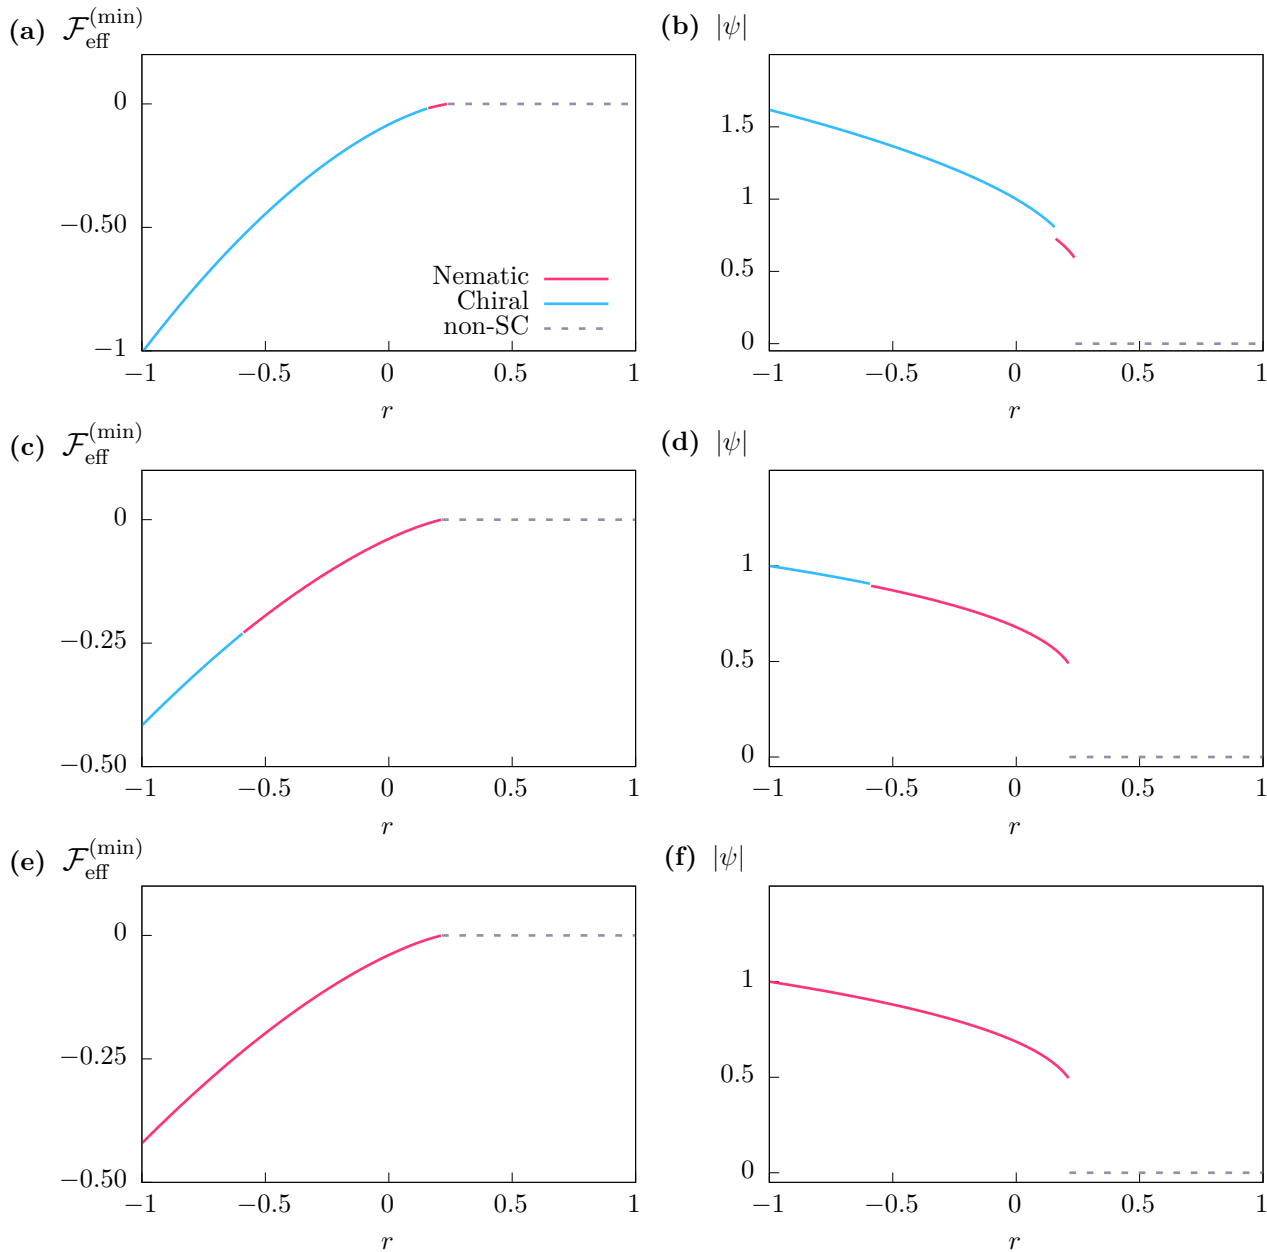 (a) $\mathcal{F}_{\text{eff}}^{(\text{min})}$
0
−0.50
−1
−1 −0.5 0 0.5 1
r
Nematic
Chiral
non-SC
(b) |ψ|
1.5
1
0.5
0
−1 −0.5 0 0.5 1
r
(c) $\mathcal{F}_{\text{eff}}^{(\text{min})}$
0
−0.25
−0.50
−1 −0.5 0 0.5 1
r
(d) |ψ|
1
0.5
0
−1 −0.5 0 0.5 1
r
(e) $\mathcal{F}_{\text{eff}}^{(\text{min})}$
0
−0.25
−0.50
−1 −0.5 0 0.5 1
r
(f) |ψ|
1
0.5
0
−1 −0.5 0 0.5 1
r